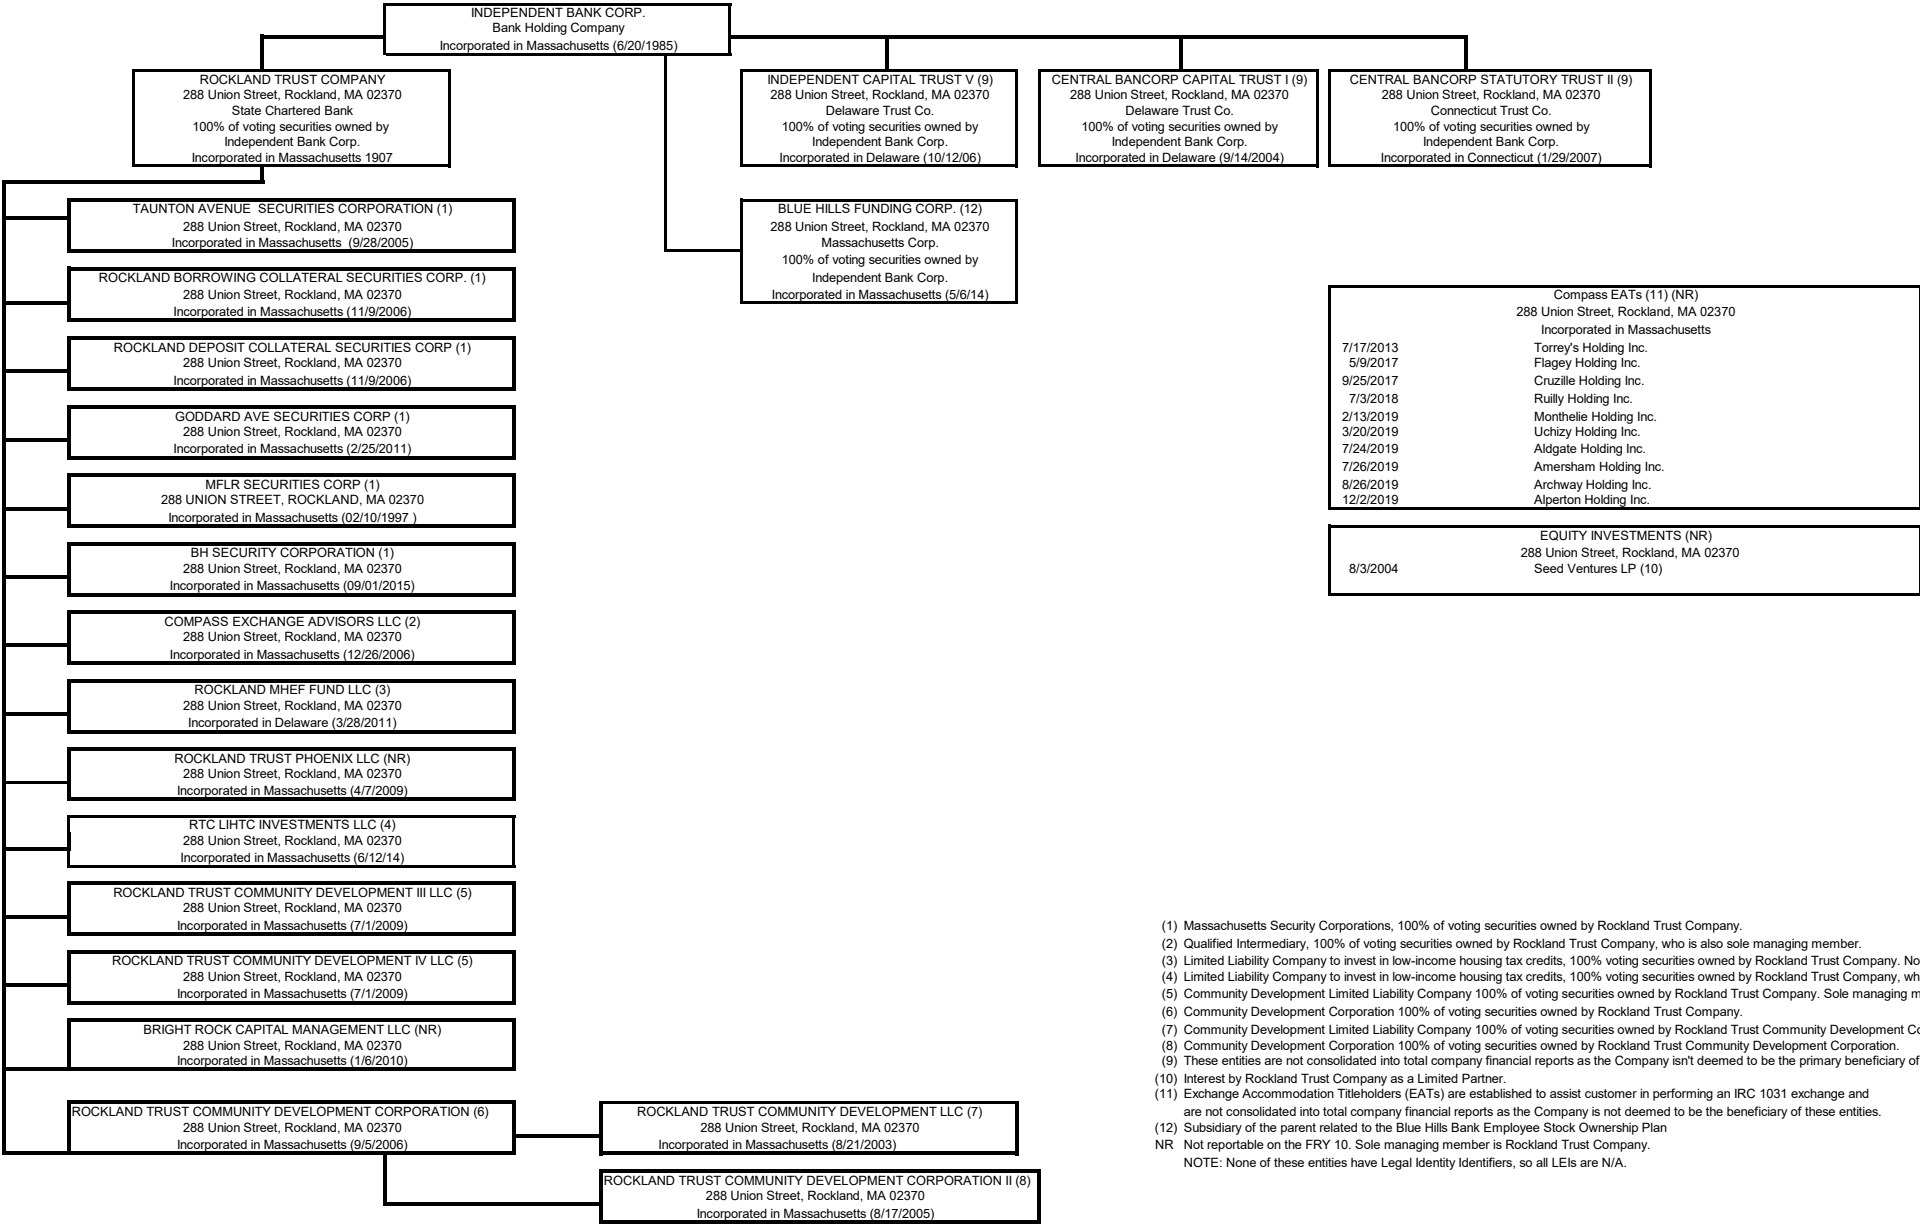 INDEPENDENT BANK CORP.
Bank Holding Company
Incorporated in Massachusetts (6/20/1985)
ROCKLAND TRUST COMPANY
288 Union Street, Rockland, MA 02370
State Chartered Bank
100% of voting securities owned by
Independent Bank Corp.
Incorporated in Massachusetts 1907
INDEPENDENT CAPITAL TRUST V (9)
288 Union Street, Rockland, MA 02370
Delaware Trust Co.
100% of voting securities owned by
Independent Bank Corp.
Incorporated in Delaware (10/12/06)
CENTRAL BANCORP CAPITAL TRUST I (9)
288 Union Street, Rockland, MA 02370
Delaware Trust Co.
100% of voting securities owned by
Independent Bank Corp.
Incorporated in Delaware (9/14/2004)
CENTRAL BANCORP STATUTORY TRUST II (9)
288 Union Street, Rockland, MA 02370
Connecticut Trust Co.
100% of voting securities owned by
Independent Bank Corp.
Incorporated in Connecticut (1/29/2007)
TAUNTON AVENUE SECURITIES CORPORATION (1)
288 Union Street, Rockland, MA 02370
Incorporated in Massachusetts (9/28/2005)
BLUE HILLS FUNDING CORP. (12)
288 Union Street, Rockland, MA 02370
Massachusetts Corp.
100% of voting securities owned by
Independent Bank Corp.
Incorporated in Massachusetts (5/6/14)
ROCKLAND BORROWING COLLATERAL SECURITIES CORP. (1)
288 Union Street, Rockland, MA 02370
Incorporated in Massachusetts (11/9/2006)
ROCKLAND DEPOSIT COLLATERAL SECURITIES CORP (1)
288 Union Street, Rockland, MA 02370
Incorporated in Massachusetts (11/9/2006)
GODDARD AVE SECURITIES CORP (1)
288 Union Street, Rockland, MA 02370
Incorporated in Massachusetts (2/25/2011)
MFLR SECURITIES CORP (1)
288 UNION STREET, ROCKLAND, MA 02370
Incorporated in Massachusetts (02/10/1997 )
BH SECURITY CORPORATION (1)
288 Union Street, Rockland, MA 02370
Incorporated in Massachusetts (09/01/2015)
COMPASS EXCHANGE ADVISORS LLC (2)
288 Union Street, Rockland, MA 02370
Incorporated in Massachusetts (12/26/2006)
ROCKLAND MHEF FUND LLC (3)
288 Union Street, Rockland, MA 02370
Incorporated in Delaware (3/28/2011)
ROCKLAND TRUST PHOENIX LLC (NR)
288 Union Street, Rockland, MA 02370
Incorporated in Massachusetts (4/7/2009)
RTC LIHTC INVESTMENTS LLC (4)
288 Union Street, Rockland, MA 02370
Incorporated in Massachusetts (6/12/14)
ROCKLAND TRUST COMMUNITY DEVELOPMENT III LLC (5)
288 Union Street, Rockland, MA 02370
Incorporated in Massachusetts (7/1/2009)
ROCKLAND TRUST COMMUNITY DEVELOPMENT IV LLC (5)
288 Union Street, Rockland, MA 02370
Incorporated in Massachusetts (7/1/2009)
BRIGHT ROCK CAPITAL MANAGEMENT LLC (NR)
288 Union Street, Rockland, MA 02370
Incorporated in Massachusetts (1/6/2010)
ROCKLAND TRUST COMMUNITY DEVELOPMENT CORPORATION (6)
288 Union Street, Rockland, MA 02370
Incorporated in Massachusetts (9/5/2006)
ROCKLAND TRUST COMMUNITY DEVELOPMENT LLC (7)
288 Union Street, Rockland, MA 02370
Incorporated in Massachusetts (8/21/2003)
ROCKLAND TRUST COMMUNITY DEVELOPMENT CORPORATION II (8)
288 Union Street, Rockland, MA 02370
Incorporated in Massachusetts (8/17/2005)
Compass EATs (11) (NR)
288 Union Street, Rockland, MA 02370
Incorporated in Massachusetts
7/17/2013 Torrey's Holding Inc.
5/9/2017 Flagey Holding Inc.
9/25/2017 Cruzille Holding Inc.
7/3/2018 Ruilly Holding Inc.
2/13/2019 Monthelie Holding Inc.
3/20/2019 Uchizy Holding Inc.
7/24/2019 Aldgate Holding Inc.
7/26/2019 Amersham Holding Inc.
8/26/2019 Archway Holding Inc.
12/2/2019 Alperton Holding Inc.
EQUITY INVESTMENTS (NR)
288 Union Street, Rockland, MA 02370
8/3/2004 Seed Ventures LP (10)
(1) Massachusetts Security Corporations, 100% of voting securities owned by Rockland Trust Company.
(2) Qualified Intermediary, 100% of voting securities owned by Rockland Trust Company, who is also sole managing member.
(3) Limited Liability Company to invest in low-income housing tax credits, 100% voting securities owned by Rockland Trust Company. No
(4) Limited Liability Company to invest in low-income housing tax credits, 100% voting securities owned by Rockland Trust Company, wh
(5) Community Development Limited Liability Company 100% of voting securities owned by Rockland Trust Company. Sole managing m
(6) Community Development Corporation 100% of voting securities owned by Rockland Trust Company.
(7) Community Development Limited Liability Company 100% of voting securities owned by Rockland Trust Community Development Co
(8) Community Development Corporation 100% of voting securities owned by Rockland Trust Community Development Corporation.
(9) These entities are not consolidated into total company financial reports as the Company isn't deemed to be the primary beneficiary of
(10) Interest by Rockland Trust Company as a Limited Partner.
(11) Exchange Accommodation Titleholders (EATs) are established to assist customer in performing an IRC 1031 exchange and
are not consolidated into total company financial reports as the Company is not deemed to be the beneficiary of these entities.
(12) Subsidiary of the parent related to the Blue Hills Bank Employee Stock Ownership Plan
NR Not reportable on the FRY 10. Sole managing member is Rockland Trust Company.
NOTE: None of these entities have Legal Identity Identifiers, so all LEIs are N/A.